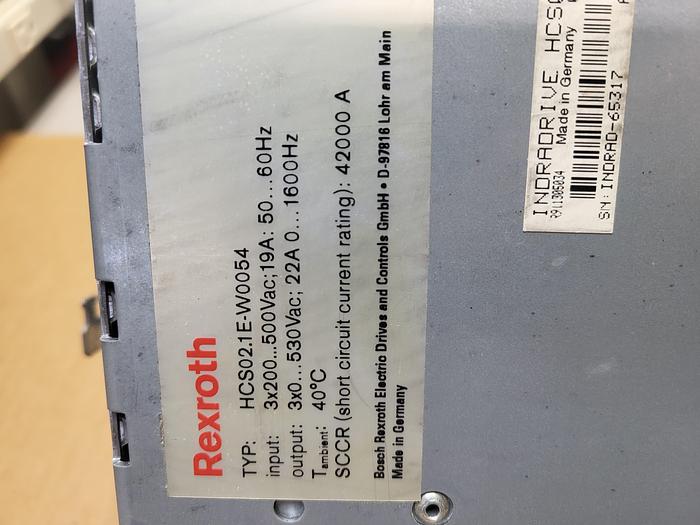 Rexroth
TYP: HCS02.1E-W0054
input: 3x200...500Vac;19A: 50....60Hz
output: 3x0...530Vac; 22A 0...1600Hz
Tambient: 40°C
SCCR (short circuit current rating): 42000 A
Bosch Rexroth Electric Drives and Controls GmbH • D-97816 Lohr am Main
Made in Germany
INDRADRIVE HCS
Made in Germany
SN: INDRAD-65317